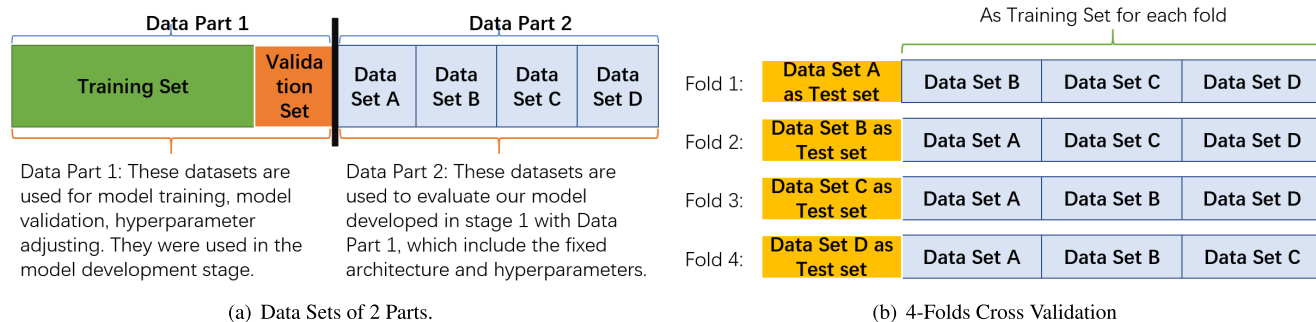 Data Part 1
Data Part 2
Training Set
Valida
tion
Set
Data
Set A
Data
Set B
Data
Set C
Data
Set D
Data Part 1: These datasets are
used for model training, model
validation, hyperparameter
adjusting. They were used in the
model development stage.
Data Part 2: These datasets are
used to evaluate our model
developed in stage 1 with Data
Part 1, which include the fixed
architecture and hyperparameters.
(a) Data Sets of 2 Parts.
As Training Set for each fold
Fold 1:
Data Set A
as Test set
Data Set B
Data Set C
Data Set D
Fold 2:
Data Set B as
Test set
Data Set A
Data Set C
Data Set D
Fold 3:
Data Set C as
Test set
Data Set A
Data Set B
Data Set D
Fold 4:
Data Set D as
Test set
Data Set A
Data Set B
Data Set C
(b) 4-Folds Cross Validation